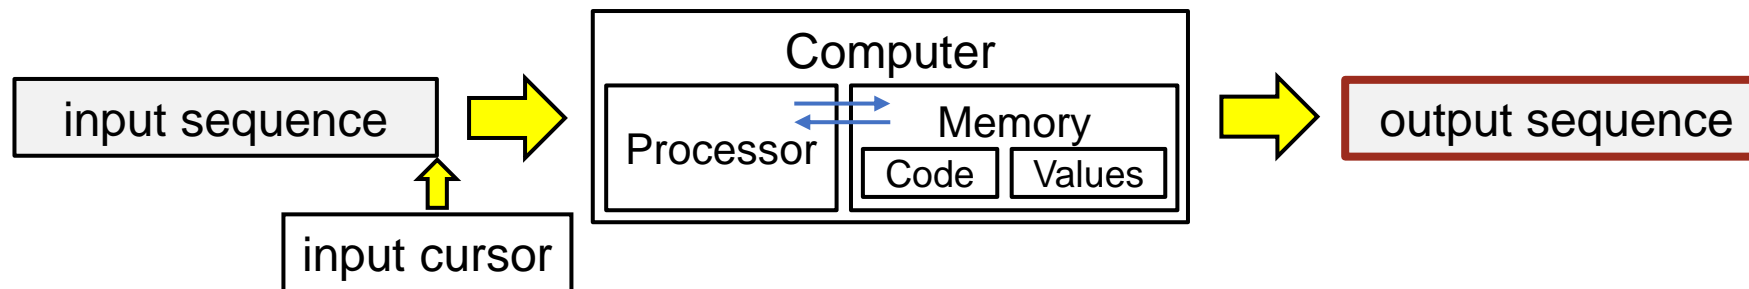 Computer
input sequence
Processor
Memory
Code
Values
output sequence
input cursor